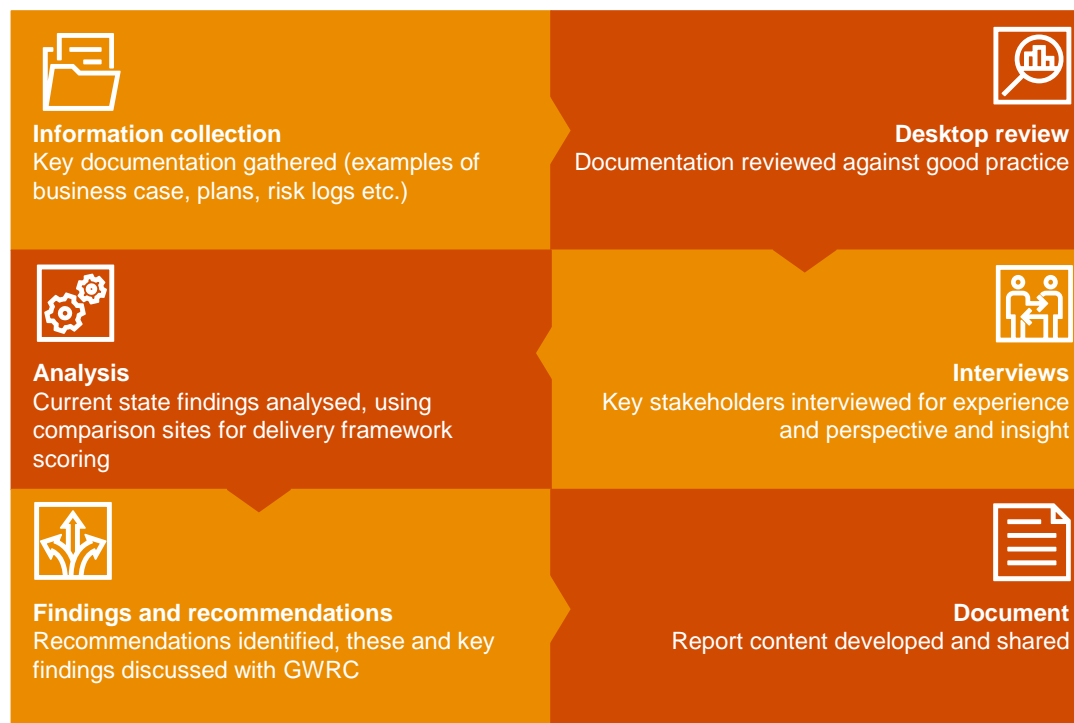 Information collection
Key documentation gathered (examples of
business case, plans, risk logs etc.)
Desktop review
Documentation reviewed against good practice
Interviews
Key stakeholders interviewed for experience
and perspective and insight
Analysis
Current state findings analysed, using
comparison sites for delivery framework
scoring
Findings and recommendations
Recommendations identified, these and key
findings discussed with GWRC
Document
Report content developed and shared